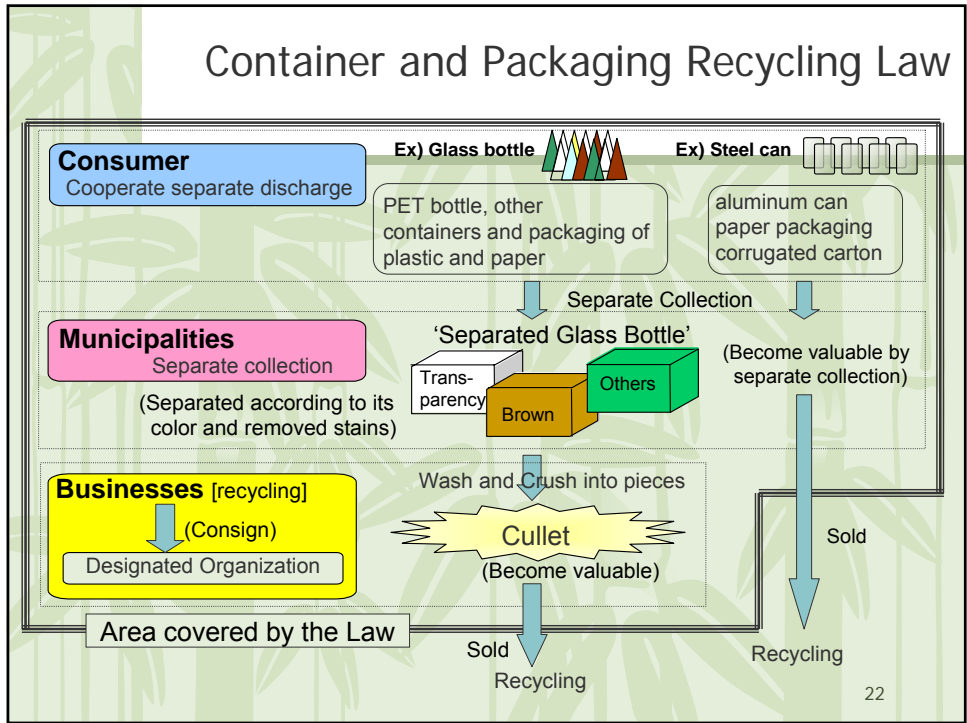 Container and Packaging Recycling Law
Consumer
Cooperate separate discharge
Ex) Glass bottle
Ex) Steel can
PET bottle, other
containers and packaging of
plastic and paper
aluminum can
paper packaging
corrugated carton
Separate Collection
Municipalities
Separate collection
(Separated according to its
color and removed stains)
'Separated Glass Bottle'
Trans-
parency
Brown
Others
(Become valuable by
separate collection)
Businesses [recycling]
(Consign)
Designated Organization
Wash and Crush into pieces
Cullet
(Become valuable)
Sold
Area covered by the Law
Sold
Recycling
Recycling
22